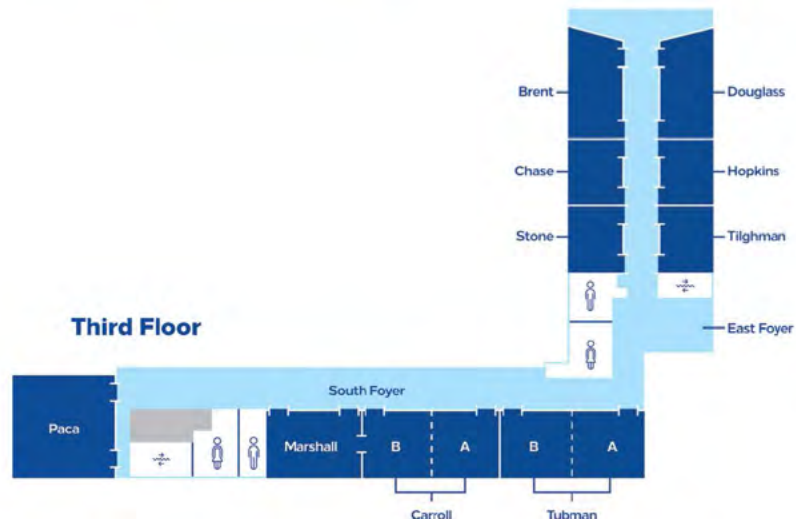 Brent
Douglass
Chase
Hopkins
Stone
Tilghman
Third Floor
East Foyer
South Foyer
Paca
Marshall
B
A
B
A
Carroll
Tubman